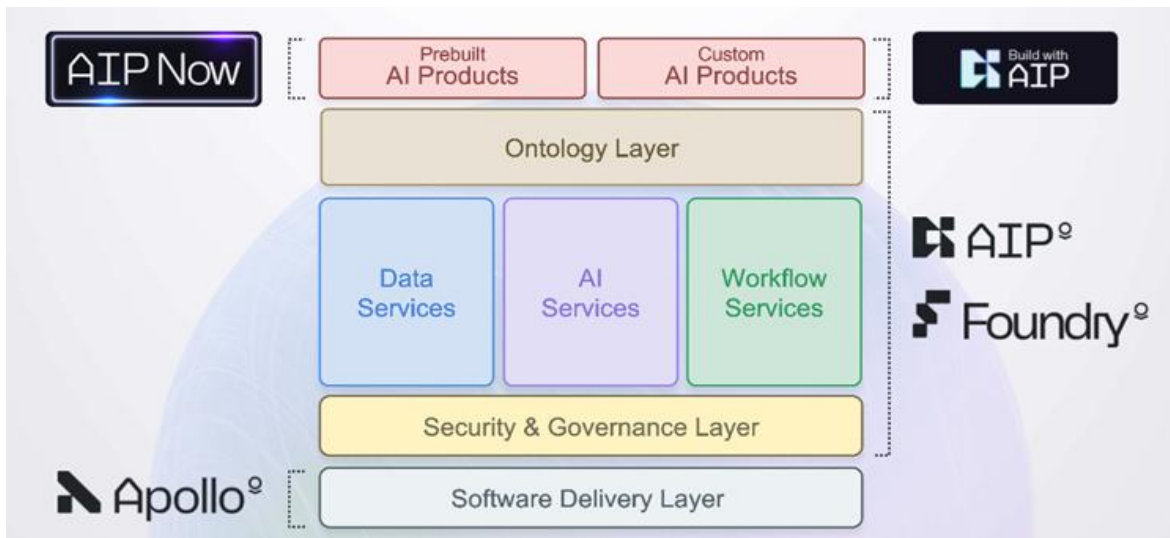 AIP Now
Prebuilt
AI Products
Custom
AI Products
Build with
AIP
Ontology Layer
Data
Services
AI
Services
Workflow
Services
AIP
Foundry
Security & Governance Layer
Apollo
Software Delivery Layer